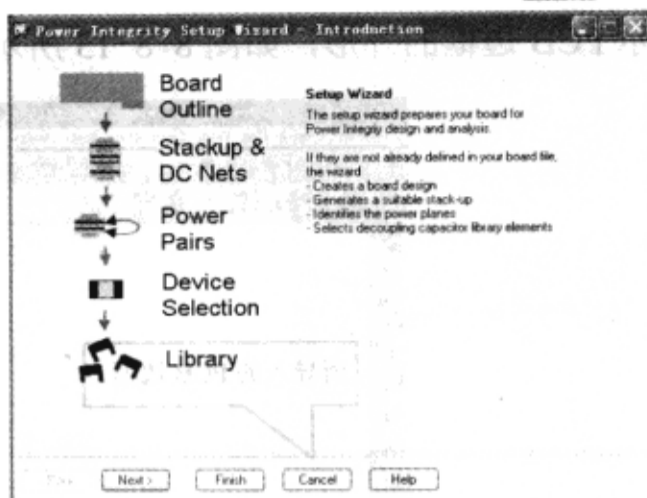 Power Integrity Setup Wizard - Introduction
Board
Outline
Stackup &
DC Nets
Power
Pairs
Device
Selection
Library
Setup Wizard
The setup wizard prepares your board for
Power Integrity design and analysis.
If they are not already defined in your board file,
the wizard
- Creates a board design
- Generates a suitable stack-up
- Identifies the power planes
- Selects decoupling capacitor library elements
Next >
Finish
Cancel
Help